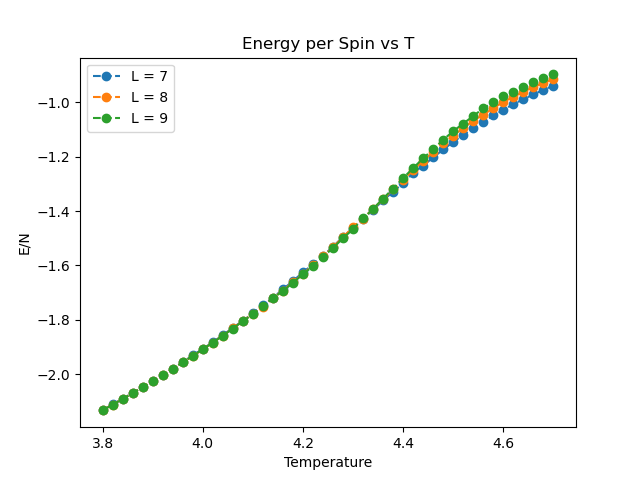 Energy per Spin vs T
L = 7
L = 8
L = 9
E/N
−1.0
−1.2
−1.4
−1.6
−1.8
−2.0
3.8 4.0 4.2 4.4 4.6
Temperature